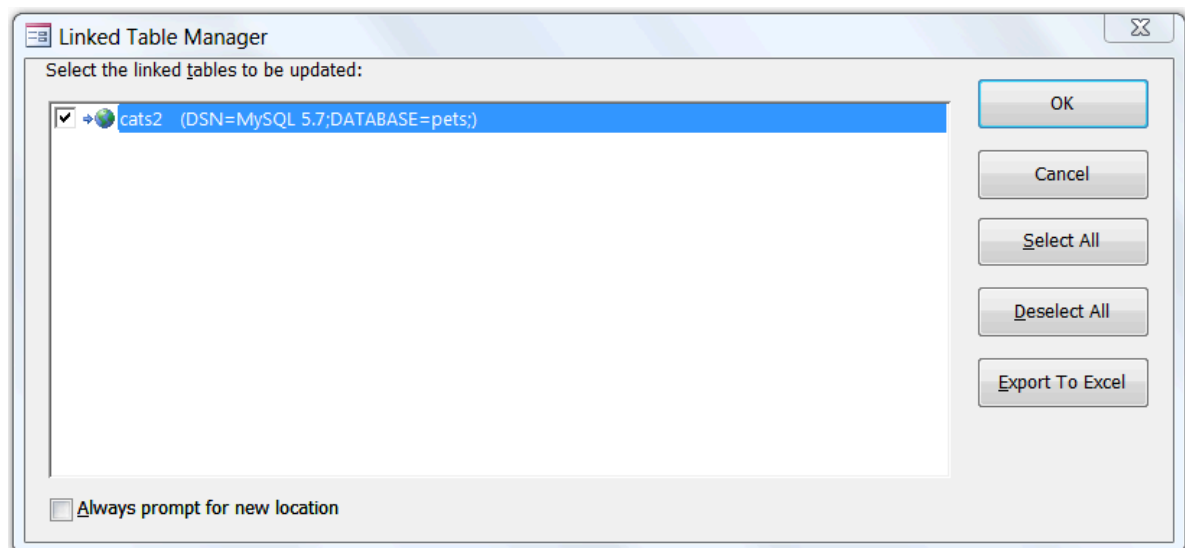 Linked Table Manager
Select the linked tables to be updated:
cats2 (DSN=MySQL 5.7;DATABASE=pets;)
OK
Cancel
Select All
Deselect All
Export To Excel
Always prompt for new location